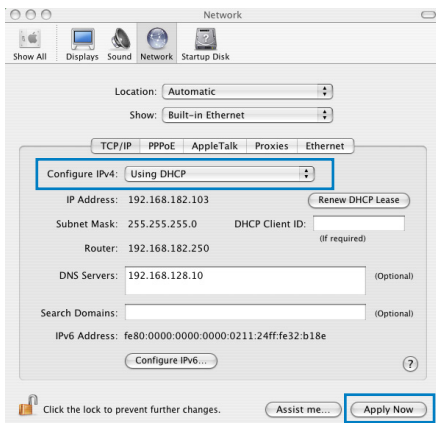 Network
Show All Displays Sound Network Startup Disk
Location: Automatic
Show: Built-in Ethernet
TCP/IP PPPoE AppleTalk Proxies Ethernet
Configure IPv4: Using DHCP
IP Address: 192.168.182.103 Renew DHCP Lease
Subnet Mask: 255.255.255.0 DHCP Client ID:
(If required)
Router: 192.168.182.250
DNS Servers: 192.168.128.10 (Optional)
Search Domains: (Optional)
IPv6 Address: fe80:0000:0000:0000:0211:24ff:fe32:b18e
Configure IPv6... ?
Click the lock to prevent further changes. Assist me... Apply Now